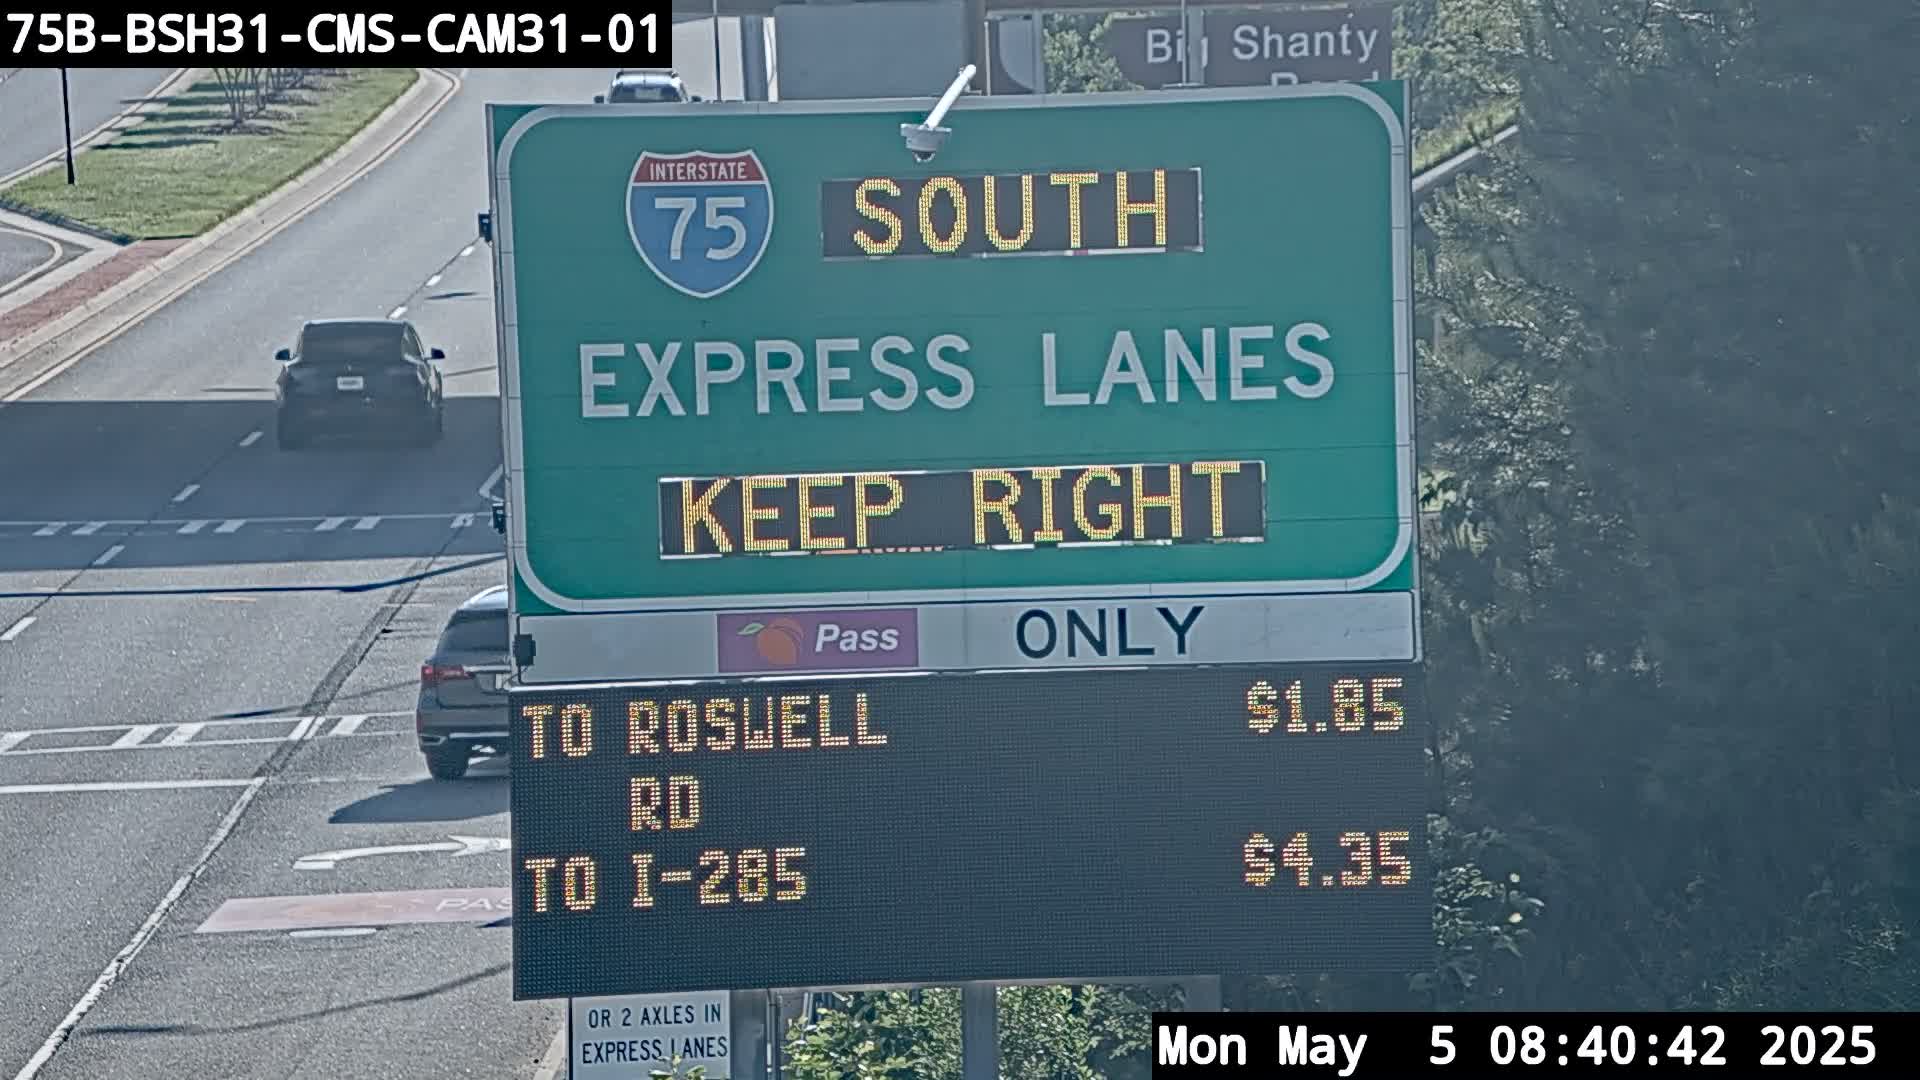 75B-BSH31-CMS-CAM31-01
Big Shanty
Road
INTERSTATE
75
SOUTH
EXPRESS LANES
KEEP RIGHT
Pass ONLY
TO ROSWELL $1.85
RD
TO I-285 $4.35
PAS
OR 2 AXLES IN
EXPRESS LANES
Mon May 5 08:40:42 2025